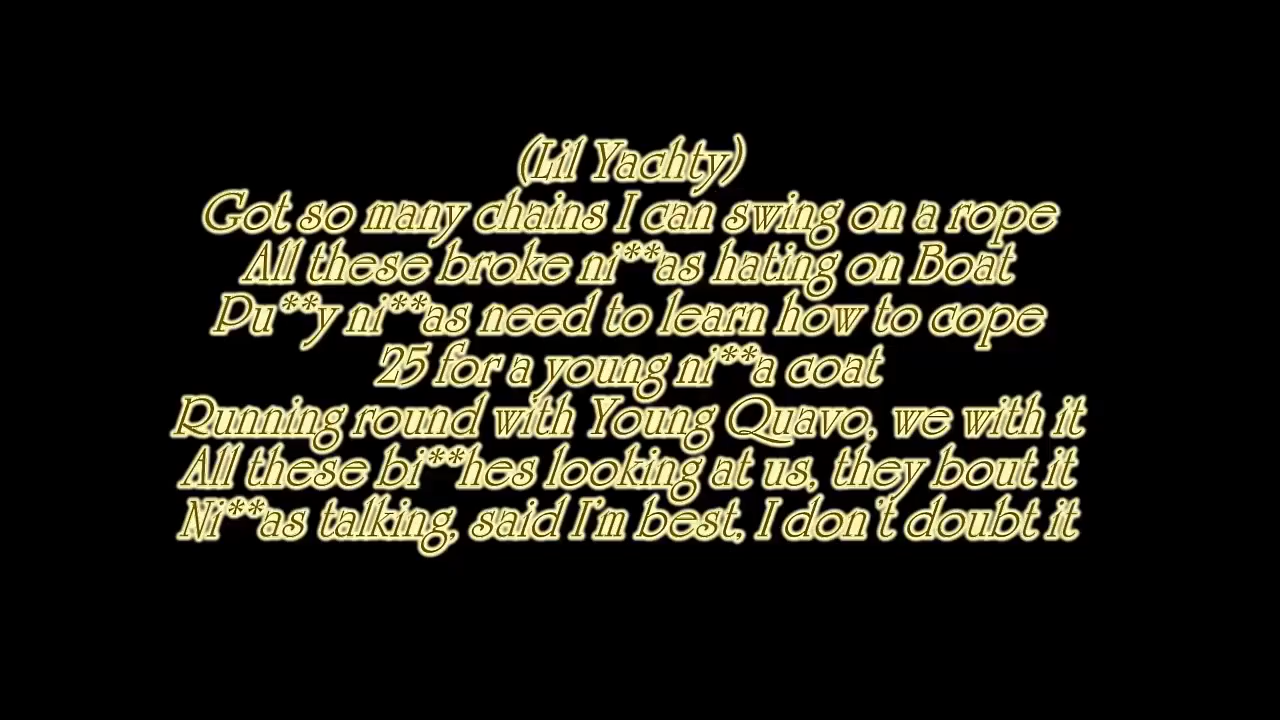 (Lil Yachty)
Got so many chains I can swing on a rope
All these broke ni**as hating on Boat
Pu**y ni**as need to learn how to cope
25 for a young ni**a coat
Running round with Young Quavo, we with it
All these bi**hes looking at us, they bout it
Ni**as talking, said I'm best, I don't doubt it